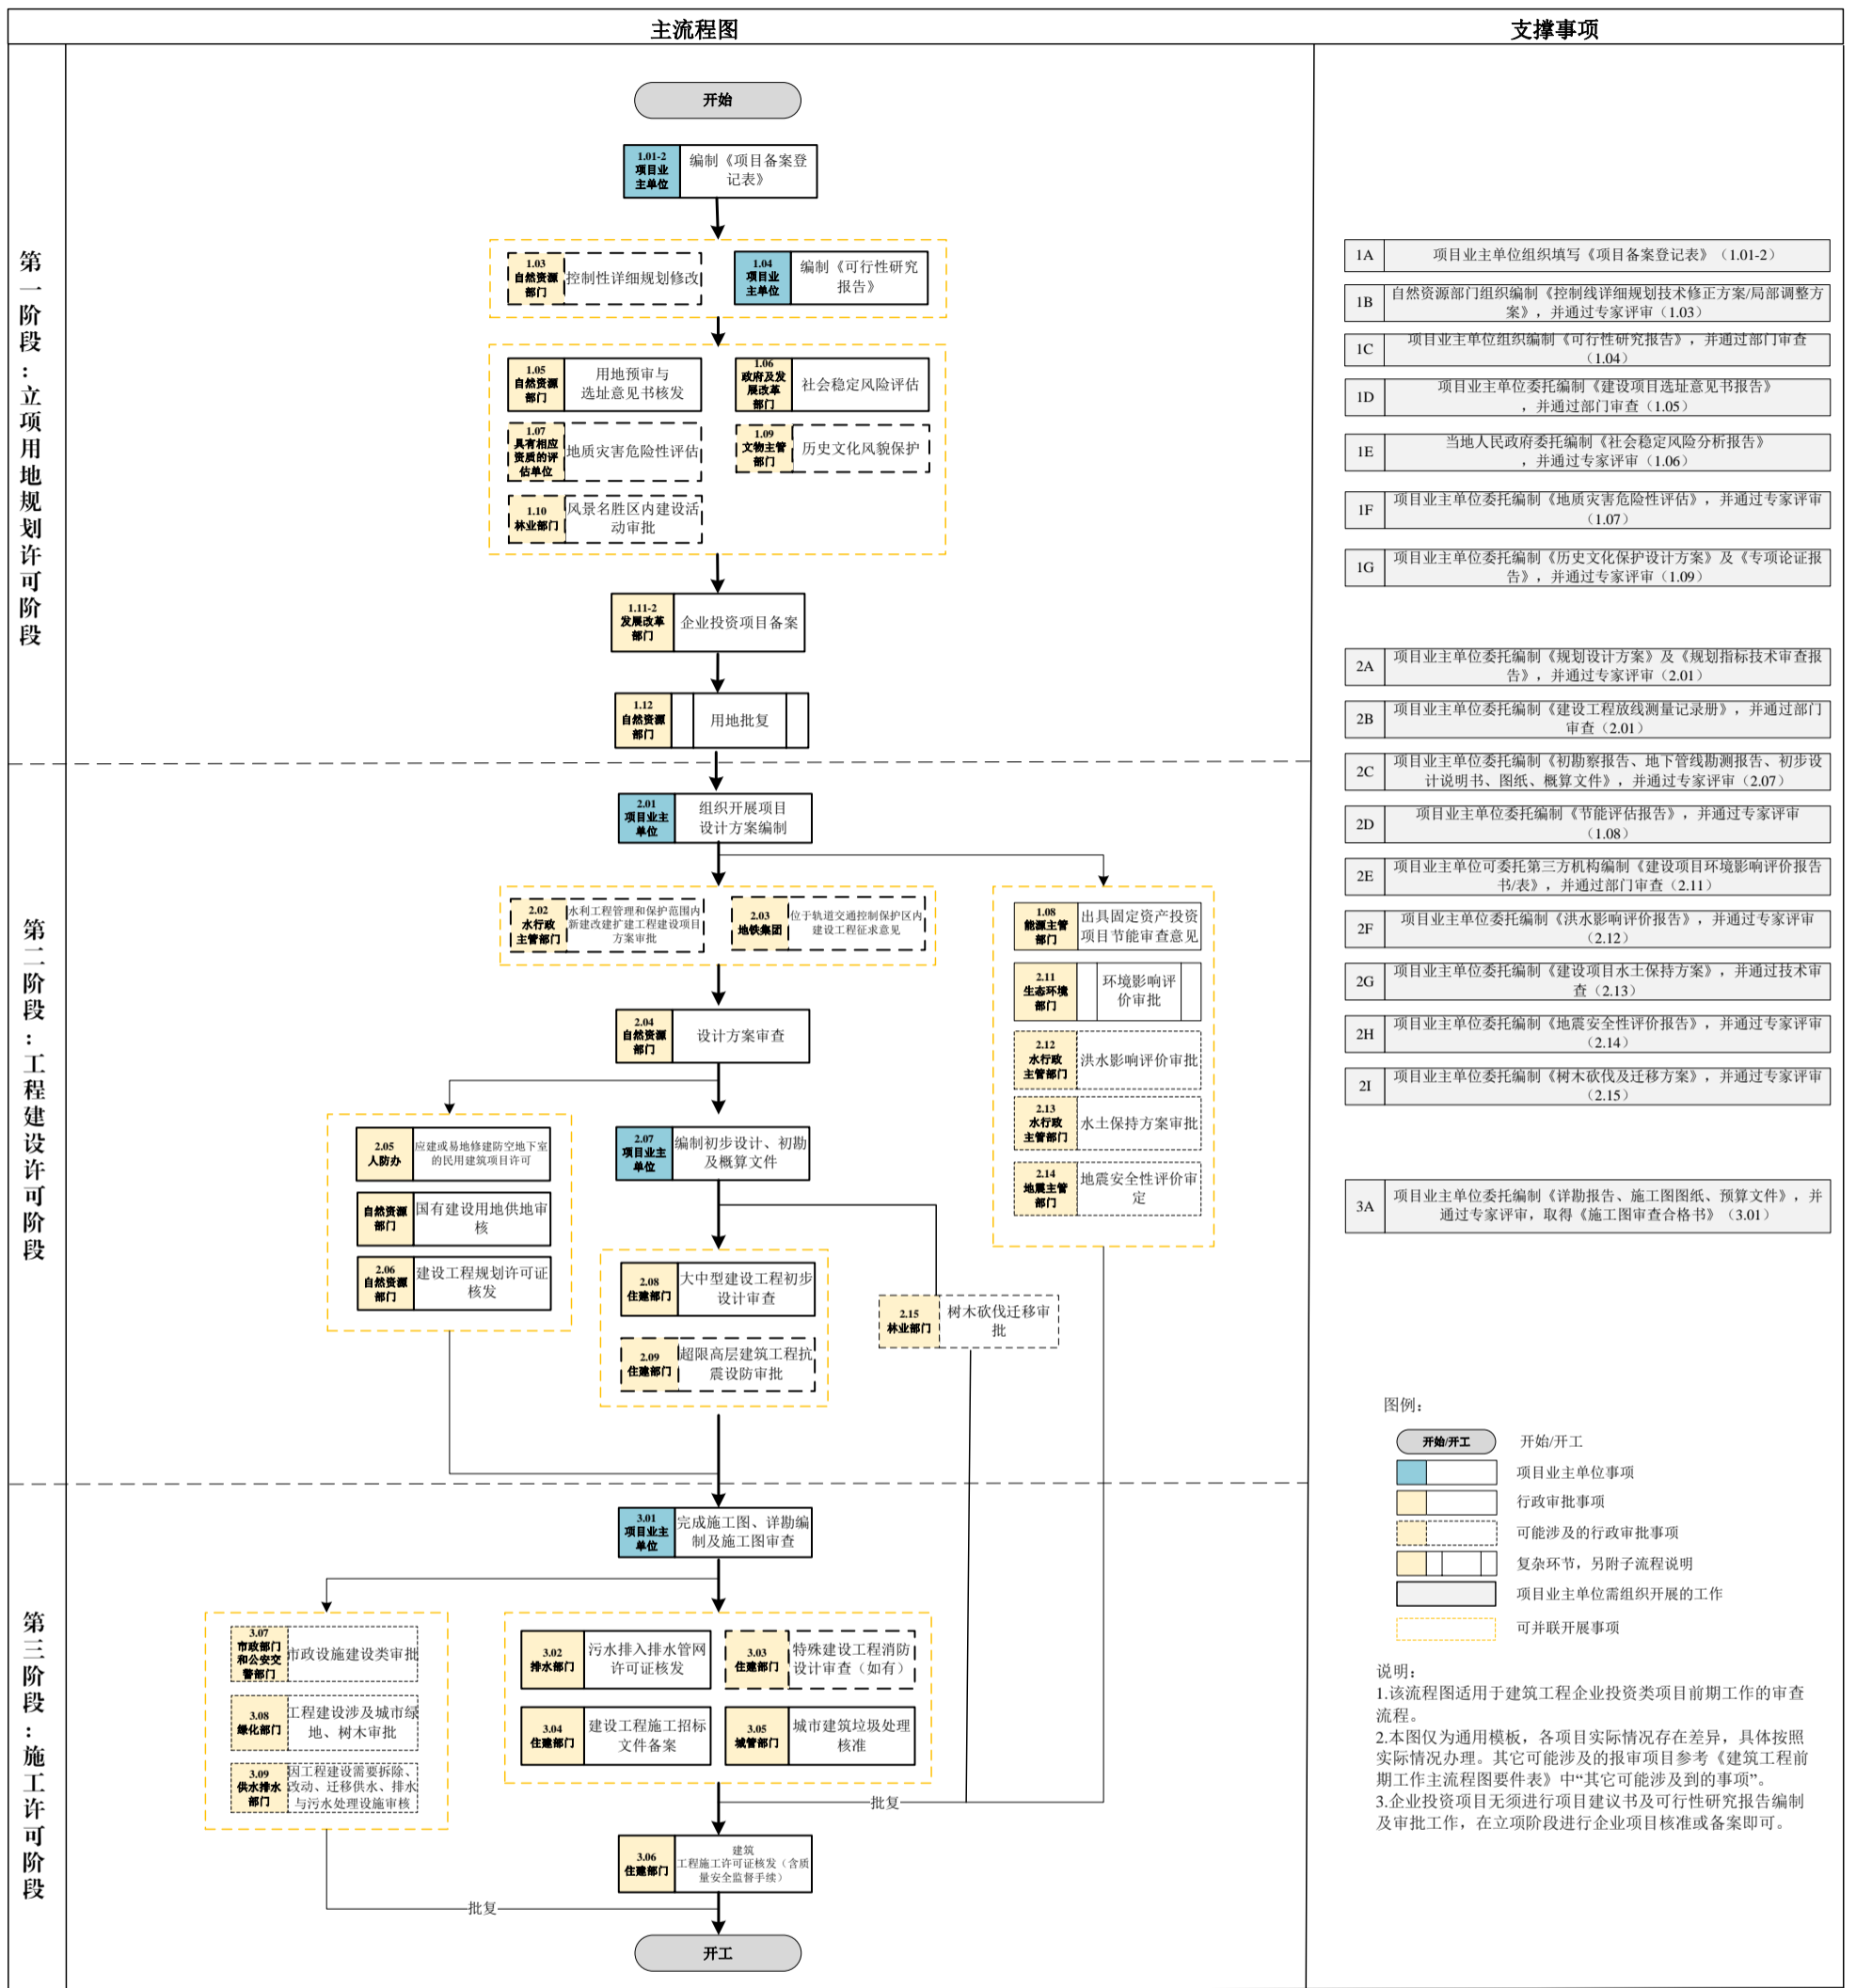 主流程图
支撑事项
第一阶段：立项用地规划许可阶段
开始
1.01-2
项目业
主单位
编制《项目备案登
记表》
1.03
自然资源
部门
控制性详细规划修改
1.04
项目业
主单位
编制《可行性研究
报告》
1.05
自然资源
部门
用地预审与
选址意见书核发
1.06
政府及发
展改革
部门
社会稳定风险评估
1.07
具有相应
资质的评
估单位
地质灾害危险性评估
1.09
文物主管
部门
历史文化风貌保护
1.10
林业部门
风景名胜区内建设活
动审批
1.11-2
发展改革
部门
企业投资项目备案
1.12
自然资源
部门
用地批复
第二阶段：工程建设许可阶段
2.01
项目业主
单位
组织开展项目
设计方案编制
2.02
水行政
主管部门
水利工程管理和保护范围内
新建改建扩建工程建设项目
方案审批
2.03
地铁集团
位于轨道交通控制保护区内
建设工程征求意见
1.08
能源主管
部门
出具固定资产投资
项目节能审查意见
2.11
生态环境
部门
环境影响评
价审批
2.12
水行政
主管部门
洪水影响评价审批
2.13
水行政
主管部门
水土保持方案审批
2.14
地震主管
部门
地震安全性评价审
定
2.04
自然资源
部门
设计方案审查
2.05
人防办
应建或易地修建防空地下室
的民用建筑项目许可
自然资源
部门
国有建设用地供地审
核
2.06
自然资源
部门
建设工程规划许可证
核发
2.07
项目业主
单位
编制初步设计、初勘
及概算文件
2.08
住建部门
大中型建设工程初步
设计审查
2.09
住建部门
超限高层建筑工程抗
震设防审批
2.15
林业部门
树木砍伐迁移审
批
第三阶段：施工许可阶段
3.01
项目业主
单位
完成施工图、详勘编
制及施工图审查
3.07
市政部门
和公安交
警部门
市政设施建设类审批
3.08
绿化部门
工程建设涉及城市绿
地、树木审批
3.09
供水排水
部门
因工程建设需要拆除、
改动、迁移供水、排水
与污水处理设施审核
3.02
排水部门
污水排入排水管网
许可证核发
3.03
住建部门
特殊建设工程消防
设计审查（如有）
3.04
住建部门
建设工程施工招标
文件备案
3.05
城管部门
城市建筑垃圾处理
核准
批复
3.06
住建部门
建筑
工程施工许可证核发（含质
量安全监督手续）
批复
开工
1A
项目业主单位组织填写《项目备案登记表》（1.01-2）
1B
自然资源部门组织编制《控制线详细规划技术修正方案/局部调整方
案》，并通过专家评审（1.03）
1C
项目业主单位组织编制《可行性研究报告》，并通过部门审查
（1.04）
1D
项目业主单位委托编制《建设项目选址意见书报告》
，并通过部门审查（1.05）
1E
当地人民政府委托编制《社会稳定风险分析报告》
，并通过专家评审（1.06）
1F
项目业主单位委托编制《地质灾害危险性评估》，并通过专家评审
（1.07）
1G
项目业主单位委托编制《历史文化保护设计方案》及《专项论证报
告》，并通过专家评审（1.09）
2A
项目业主单位委托编制《规划设计方案》及《规划指标技术审查报
告》，并通过专家评审（2.01）
2B
项目业主单位委托编制《建设工程放线测量记录册》，并通过部门
审查（2.01）
2C
项目业主单位委托编制《初勘察报告、地下管线勘测报告、初步设
计说明书、图纸、概算文件》，并通过专家评审（2.07）
2D
项目业主单位委托编制《节能评估报告》，并通过专家评审
（1.08）
2E
项目业主单位可委托第三方机构编制《建设项目环境影响评价报告
书/表》，并通过部门审查（2.11）
2F
项目业主单位委托编制《洪水影响评价报告》，并通过专家评审
（2.12）
2G
项目业主单位委托编制《建设项目水土保持方案》，并通过技术审
查（2.13）
2H
项目业主单位委托编制《地震安全性评价报告》，并通过专家评审
（2.14）
2I
项目业主单位委托编制《树木砍伐及迁移方案》，并通过专家评审
（2.15）
3A
项目业主单位委托编制《详勘报告、施工图图纸、预算文件》，并
通过专家评审，取得《施工图审查合格书》（3.01）
图例：
开始/开工
开始/开工
项目业主单位事项
行政审批事项
可能涉及的行政审批事项
复杂环节，另附子流程说明
项目业主单位需组织开展的工作
可并联开展事项
说明：
1.该流程图适用于建筑工程企业投资类项目前期工作的审查
流程。
2.本图仅为通用模板，各项目实际情况存在差异，具体按照
实际情况办理。其它可能涉及的报审项目参考《建筑工程前
期工作主流程图要件表》中“其它可能涉及到的事项”。
3.企业投资项目无须进行项目建议书及可行性研究报告编制
及审批工作，在立项阶段进行企业项目核准或备案即可。